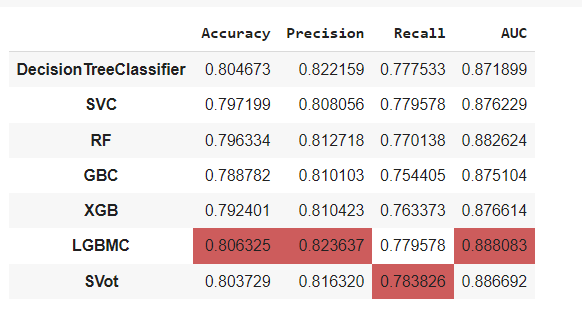 Accuracy Precision Recall AUC
DecisionTreeClassifier 0.804673 0.822159 0.777533 0.871899
SVC 0.797199 0.808056 0.779578 0.876229
RF 0.796334 0.812718 0.770138 0.882624
GBC 0.788782 0.810103 0.754405 0.875104
XGB 0.792401 0.810423 0.763373 0.876614
LGBMC 0.806325 0.823637 0.779578 0.888083
SVot 0.803729 0.816320 0.783826 0.886692